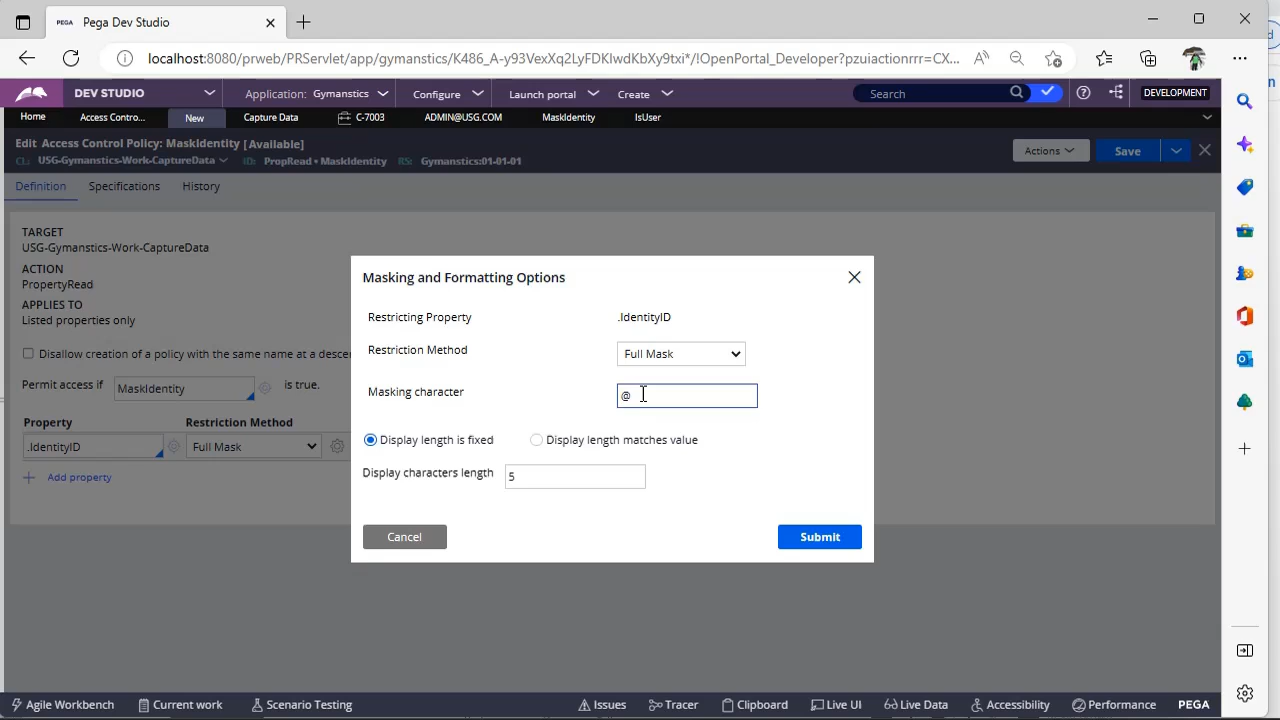 PEGA Pega Dev Studio
localhost:8080/prweb/PRServlet/app/gymanstics/K486_A-y93VexXq2LyFDKIwdKbXy9txi*/!OpenPortal_Developer?pzuiactionrrr=CX...
DEV STUDIO Application: Gymanstics Configure Launch portal Create Search DEVELOPMENT
Home Access Contro... New Capture Data C-7003 ADMIN@USG.COM MaskIdentity IsUser
Edit Access Control Policy: MaskIdentity [Available]
CL: USG-Gymanstics-Work-CaptureData ID: PropRead • MaskIdentity RS: Gymanstics:01-01-01
Actions Save
Definition Specifications History
TARGET
USG-Gymanstics-Work-CaptureData
ACTION
PropertyRead
APPLIES TO
Listed properties only
Disallow creation of a policy with the same name at a descen
Permit access if MaskIdentity is true.
Property Restriction Method
.IdentityID Full Mask
Add property
Masking and Formatting Options
Restricting Property .IdentityID
Restriction Method Full Mask
Masking character @
Display length is fixed Display length matches value
Display characters length 5
Cancel Submit
Agile Workbench Current work Scenario Testing Issues Tracer Clipboard Live UI Live Data Accessibility Performance PEGA